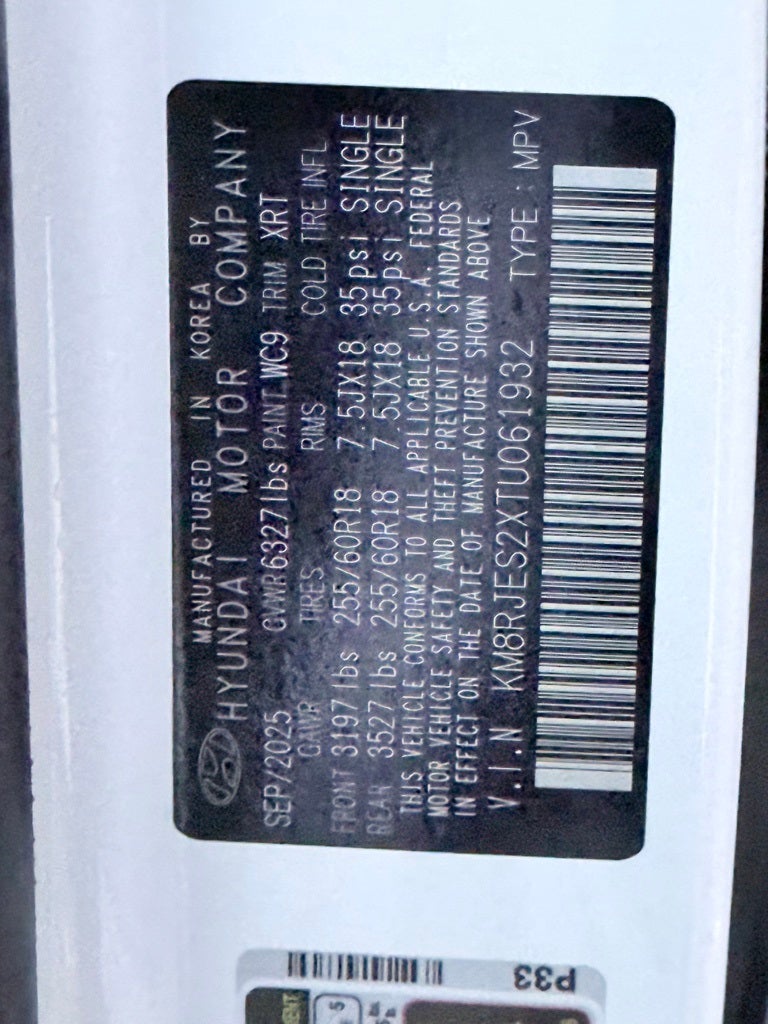 MANUFACTURED IN KOREA BY
HYUNDAI MOTOR COMPANY
SEP/2025 GVWR 6327lbs PAINT WC9 TRIM XRT
GAWR TIRES RIMS COLD TIRE INFL
FRONT 3197lbs 255/60R18 7.5JX18 35psi SINGLE
REAR 3527lbs 255/60R18 7.5JX18 35psi SINGLE
THIS VEHICLE CONFORMS TO ALL APPLICABLE U.S.A. FEDERAL
MOTOR VEHICLE SAFETY AND THEFT PREVENTION STANDARDS
IN EFFECT ON THE DATE OF MANUFACTURE SHOWN ABOVE
V.I.N KM8RJES2XTU061932 TYPE : MPV
P33